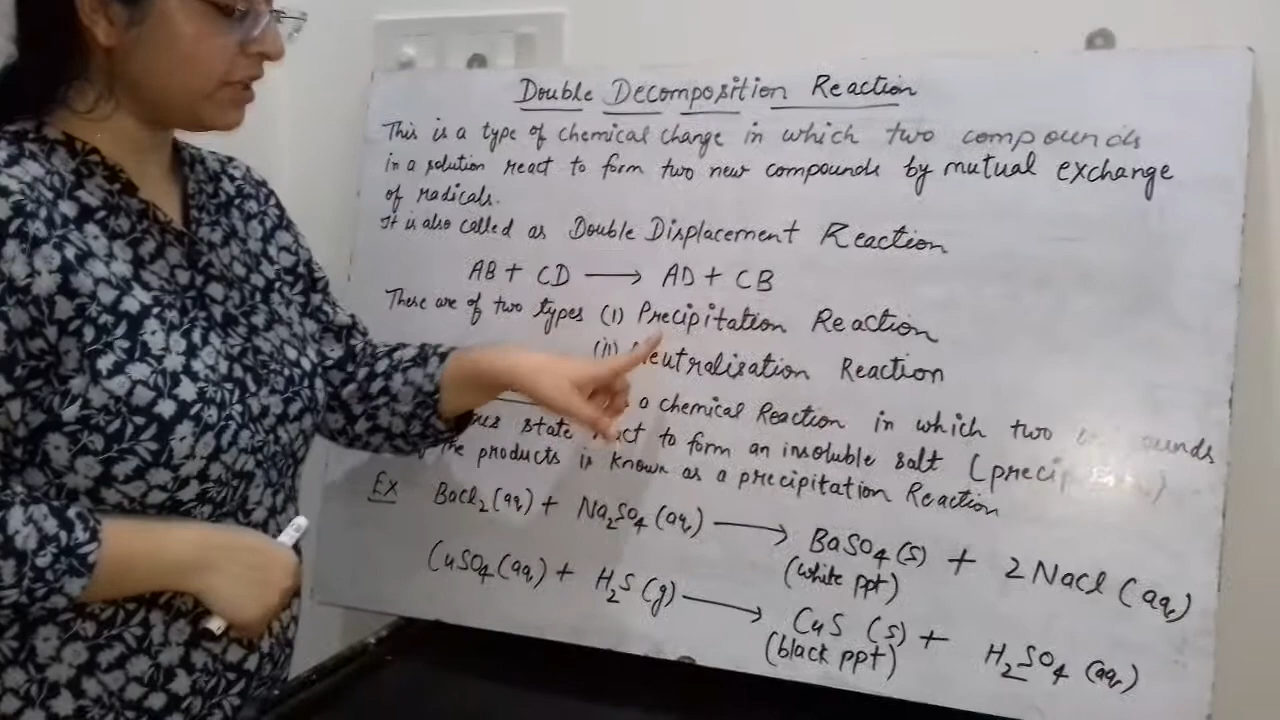 Double Decomposition Reaction
This is a type of chemical change in which two compounds
in a solution react to form two new compounds by mutual exchange
of radicals.
It is also called as Double Displacement Reaction
AB + CD ⟶ AD + CB
These are of two types (i) Precipitation Reaction
(ii) Neutralisation Reaction
a chemical Reaction in which two
state react to form an insoluble salt
the products is known as a precipitation Reaction
Ex BaCl₂(aq) + Na₂SO₄(aq) ⟶ BaSO₄(s) + 2NaCl(aq)
(white ppt)
CuSO₄(aq) + H₂S(g) ⟶ CuS(s) + H₂SO₄(aq)
(black ppt)